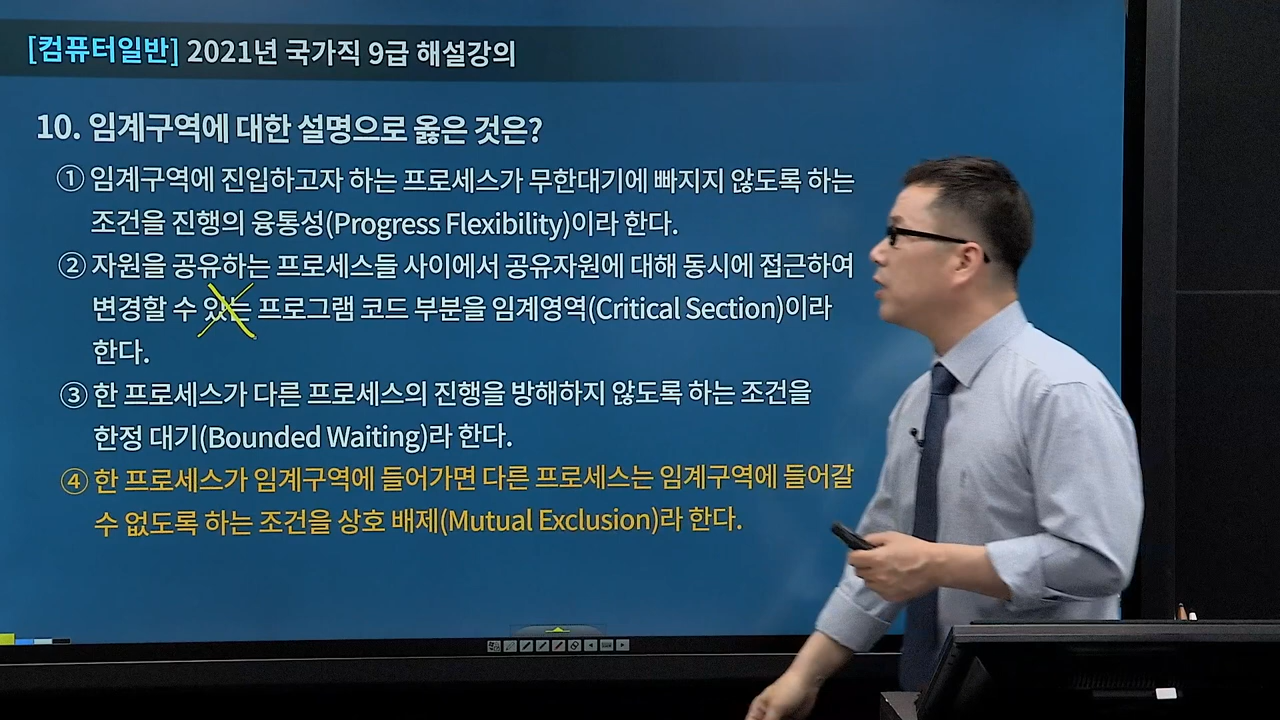 [컴퓨터일반] 2021년 국가직 9급 해설강의
10. 임계구역에 대한 설명으로 옳은 것은?
① 임계구역에 진입하고자 하는 프로세스가 무한대기에 빠지지 않도록 하는
조건을 진행의 융통성(Progress Flexibility)이라 한다.
② 자원을 공유하는 프로세스들 사이에서 공유자원에 대해 동시에 접근하여
변경할 수 있는 프로그램 코드 부분을 임계영역(Critical Section)이라
한다.
③ 한 프로세스가 다른 프로세스의 진행을 방해하지 않도록 하는 조건을
한정 대기(Bounded Waiting)라 한다.
④ 한 프로세스가 임계구역에 들어가면 다른 프로세스는 임계구역에 들어갈
수 없도록 하는 조건을 상호 배제(Mutual Exclusion)라 한다.